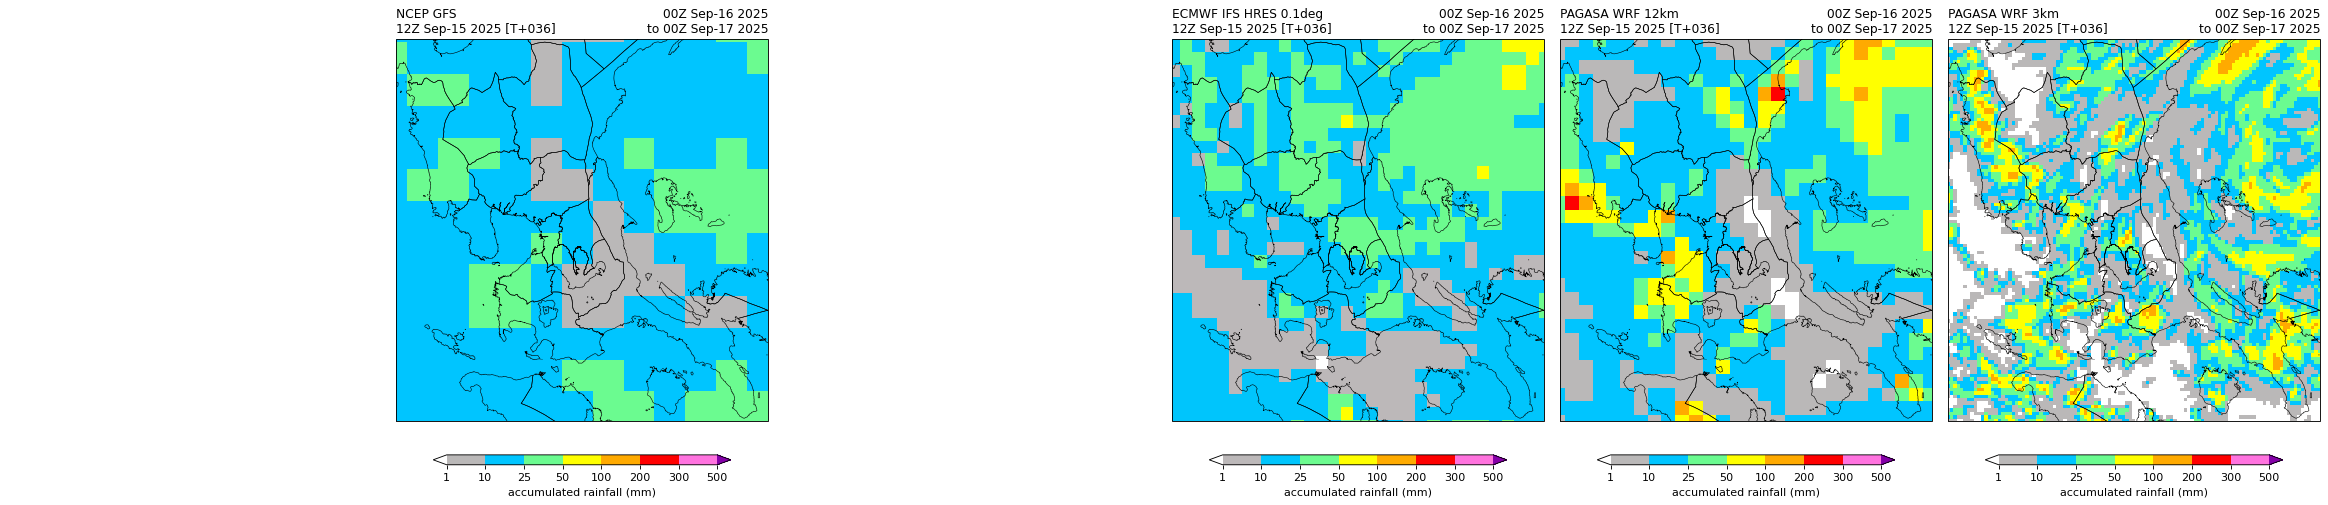 NCEP GFS 00Z Sep-16 2025
12Z Sep-15 2025 [T+036] to 00Z Sep-17 2025
1 10 25 50 100 200 300 500
accumulated rainfall (mm)
ECMWF IFS HRES 0.1deg 00Z Sep-16 2025
12Z Sep-15 2025 [T+036] to 00Z Sep-17 2025
1 10 25 50 100 200 300 500
accumulated rainfall (mm)
PAGASA WRF 12km 00Z Sep-16 2025
12Z Sep-15 2025 [T+036] to 00Z Sep-17 2025
1 10 25 50 100 200 300 500
accumulated rainfall (mm)
PAGASA WRF 3km 00Z Sep-16 2025
12Z Sep-15 2025 [T+036] to 00Z Sep-17 2025
1 10 25 50 100 200 300 500
accumulated rainfall (mm)